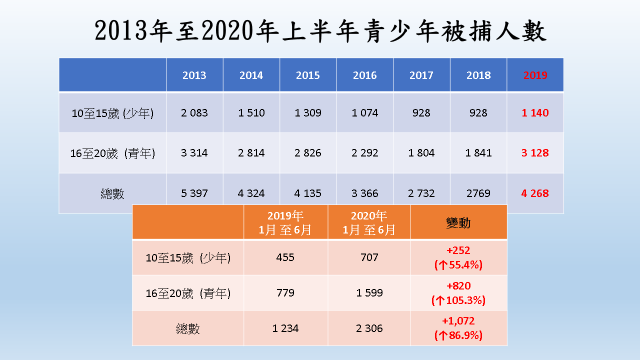 2013年至2020年上半年青少年被捕人數
2013 2014 2015 2016 2017 2018 2019
10至15歲 (少年) 2 083 1 510 1 309 1 074 928 928 1 140
16至20歲 (青年) 3 314 2 814 2 826 2 292 1 804 1 841 3 128
總數 5 397 4 324 4 135 3 366 2 732 2769 4 268
2019年 2020年 變動
1月 至 6月 1月 至 6月
10至15歲 (少年) 455 707 +252
(↑55.4%)
16至20歲 (青年) 779 1 599 +820
(↑105.3%)
總數 1 234 2 306 +1,072
(↑86.9%)